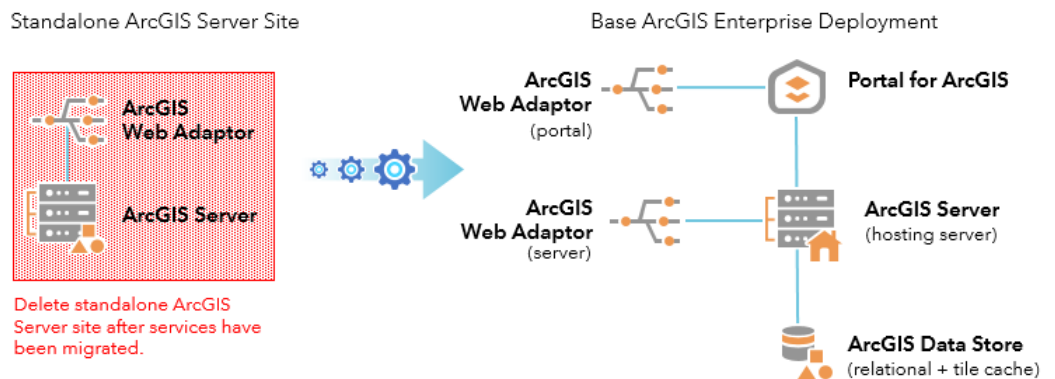 Standalone ArcGIS Server Site
Base ArcGIS Enterprise Deployment
ArcGIS
Web Adaptor
ArcGIS Server
Delete standalone ArcGIS
Server site after services have
been migrated.
ArcGIS
Web Adaptor
(portal)
Portal for ArcGIS
ArcGIS
Web Adaptor
(server)
ArcGIS Server
(hosting server)
ArcGIS Data Store
(relational + tile cache)